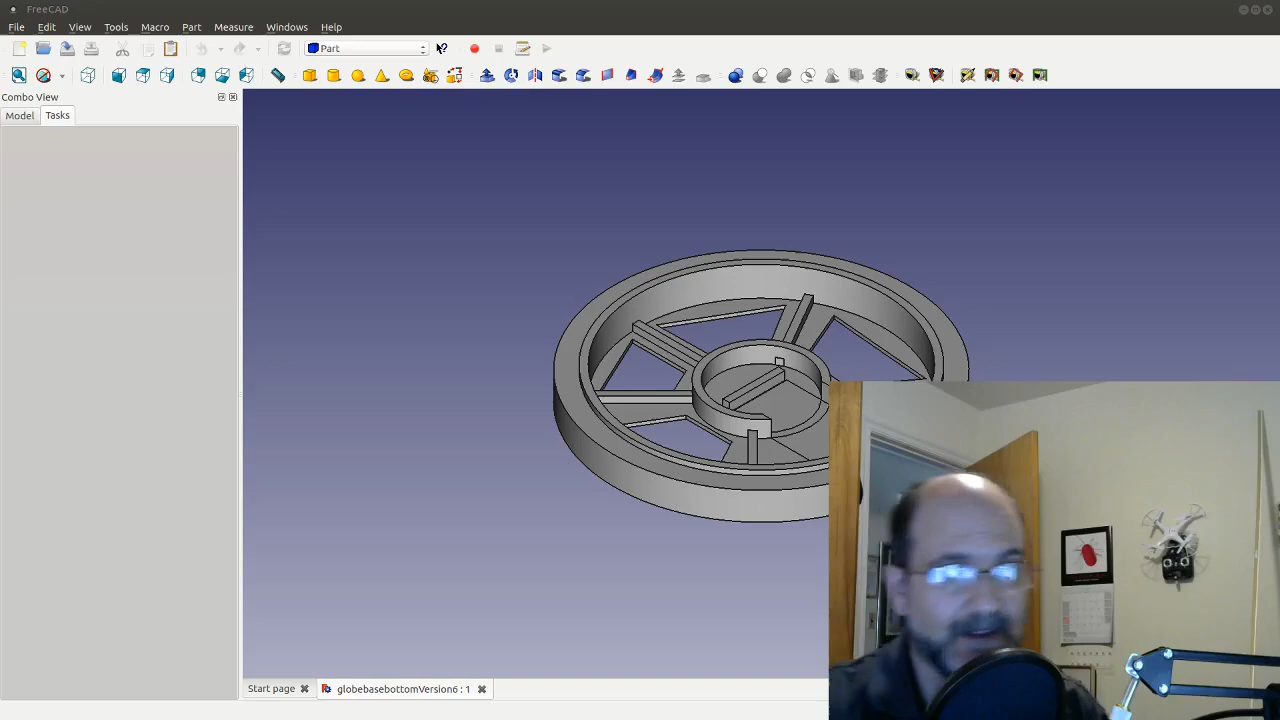 FreeCAD
File Edit View Tools Macro Part Measure Windows Help
Part
Combo View
Model Tasks
Start page globebasebottomVersion6 : 1